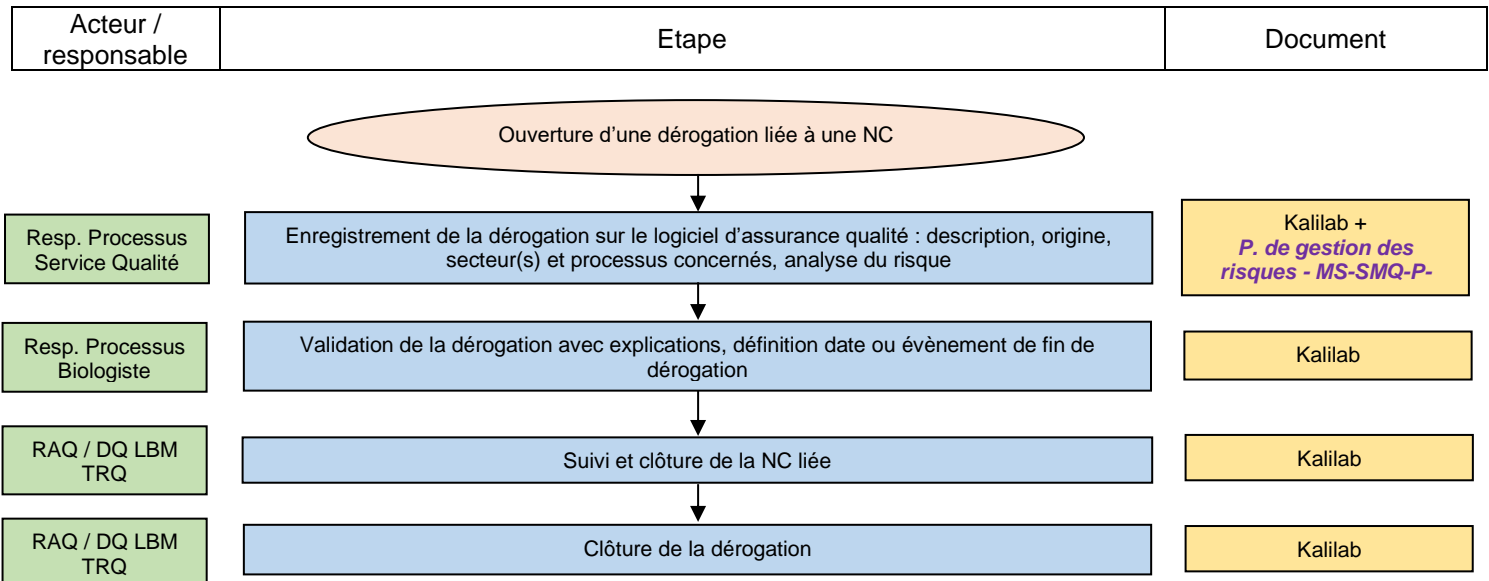 Acteur /
responsable
Etape
Document
Ouverture d'une dérogation liée à une NC
Resp. Processus
Service Qualité
Enregistrement de la dérogation sur le logiciel d'assurance qualité : description, origine,
secteur(s) et processus concernés, analyse du risque
Kalilab +
P. de gestion des
risques - MS-SMQ-P-
Resp. Processus
Biologiste
Validation de la dérogation avec explications, définition date ou évènement de fin de
dérogation
Kalilab
RAQ / DQ LBM
TRQ
Suivi et clôture de la NC liée
Kalilab
RAQ / DQ LBM
TRQ
Clôture de la dérogation
Kalilab